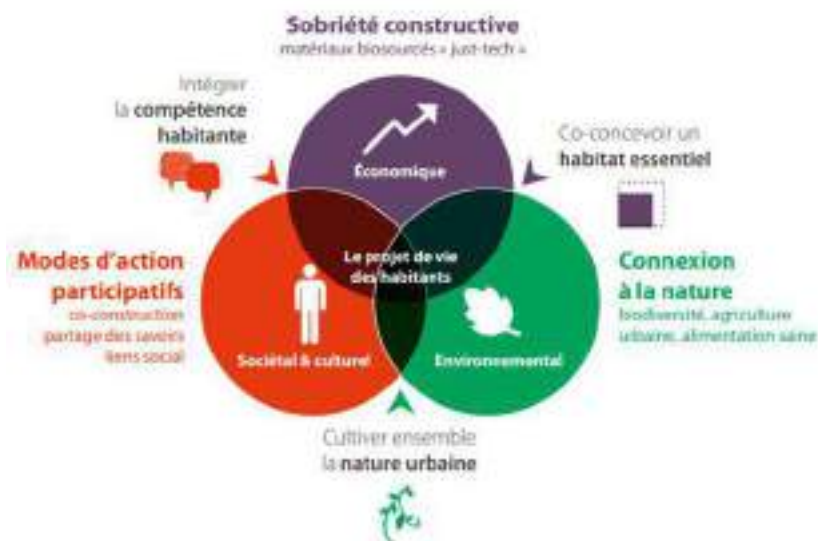 Sobriété constructive
matériaux biosourcés « just-tech »
Intégrer
la compétence
habitante
Co-concevoir un
habitat essentiel
Économique
Le projet de vie
des habitants
Modes d'action
participatifs
co-construction
partage des savoirs
liens social
Connexion
à la nature
biodiversité, agriculture
urbaine, alimentation saine
Sociétal & culturel
Environnemental
Cultiver ensemble
la nature urbaine